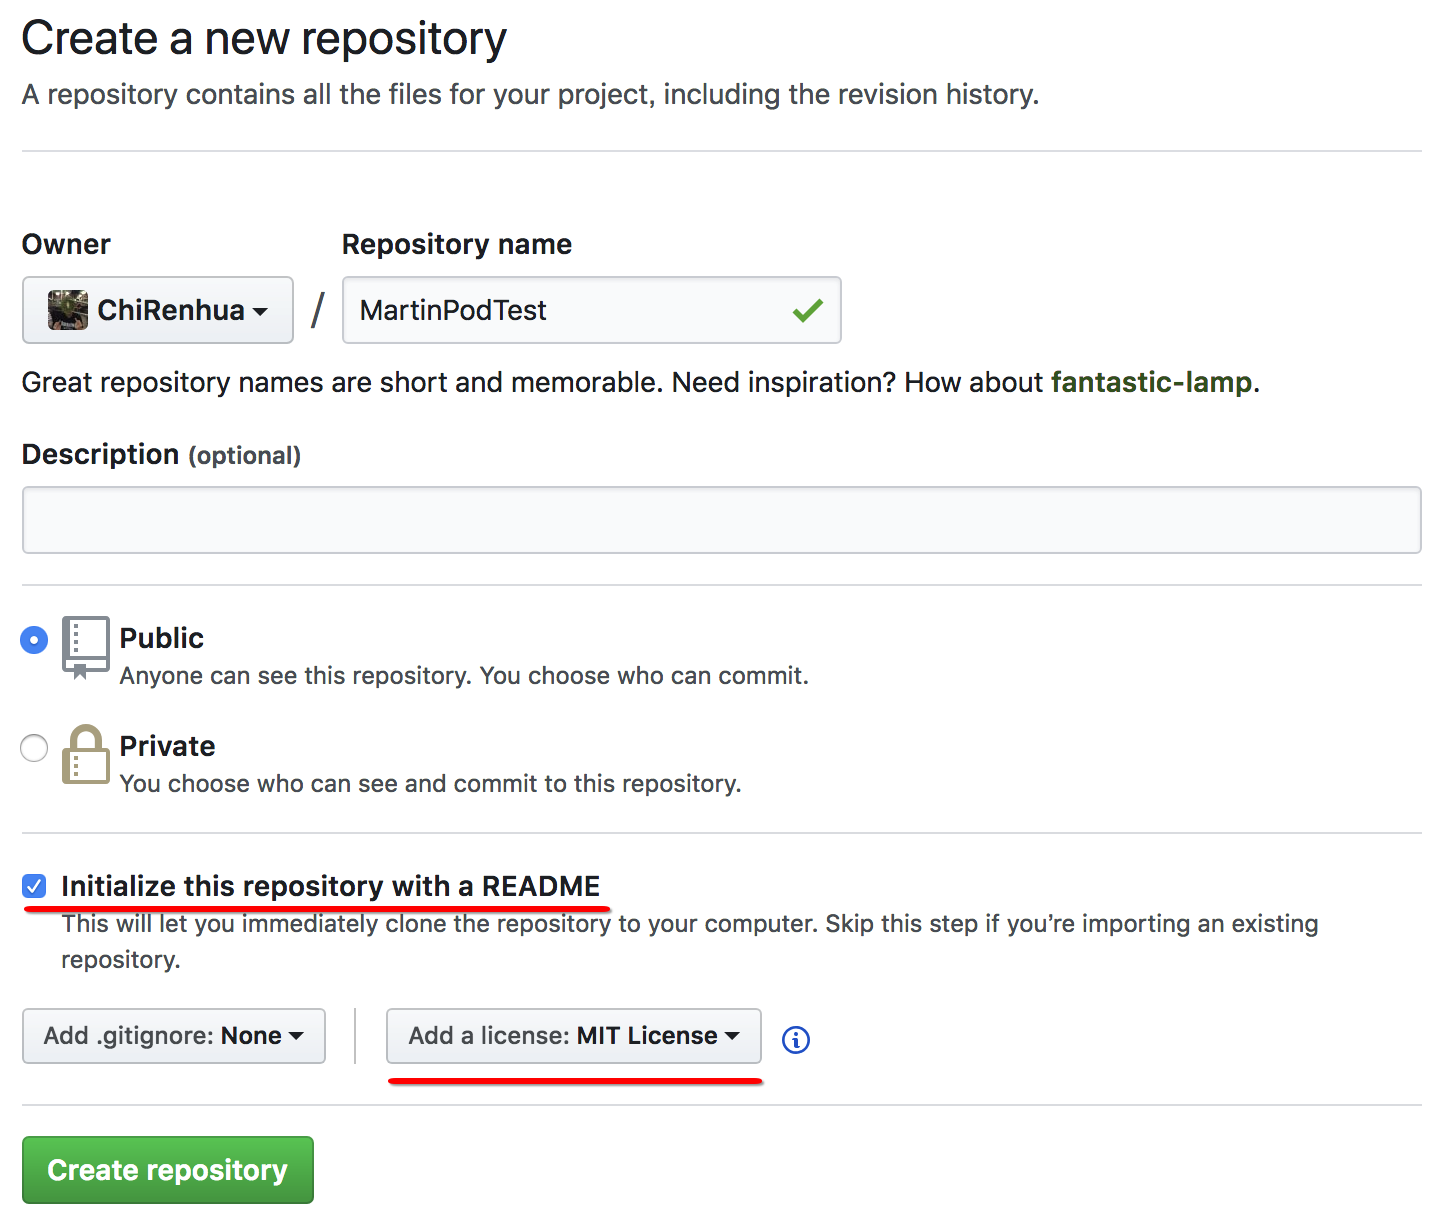 Create a new repository
A repository contains all the files for your project, including the revision history.
Owner
Repository name
ChiRenhua
/
MartinPodTest
Great repository names are short and memorable. Need inspiration? How about fantastic-lamp.
Description (optional)
Public
Anyone can see this repository. You choose who can commit.
Private
You choose who can see and commit to this repository.
Initialize this repository with a README
This will let you immediately clone the repository to your computer. Skip this step if you’re importing an existing
repository.
Add .gitignore: None
Add a license: MIT License
Create repository